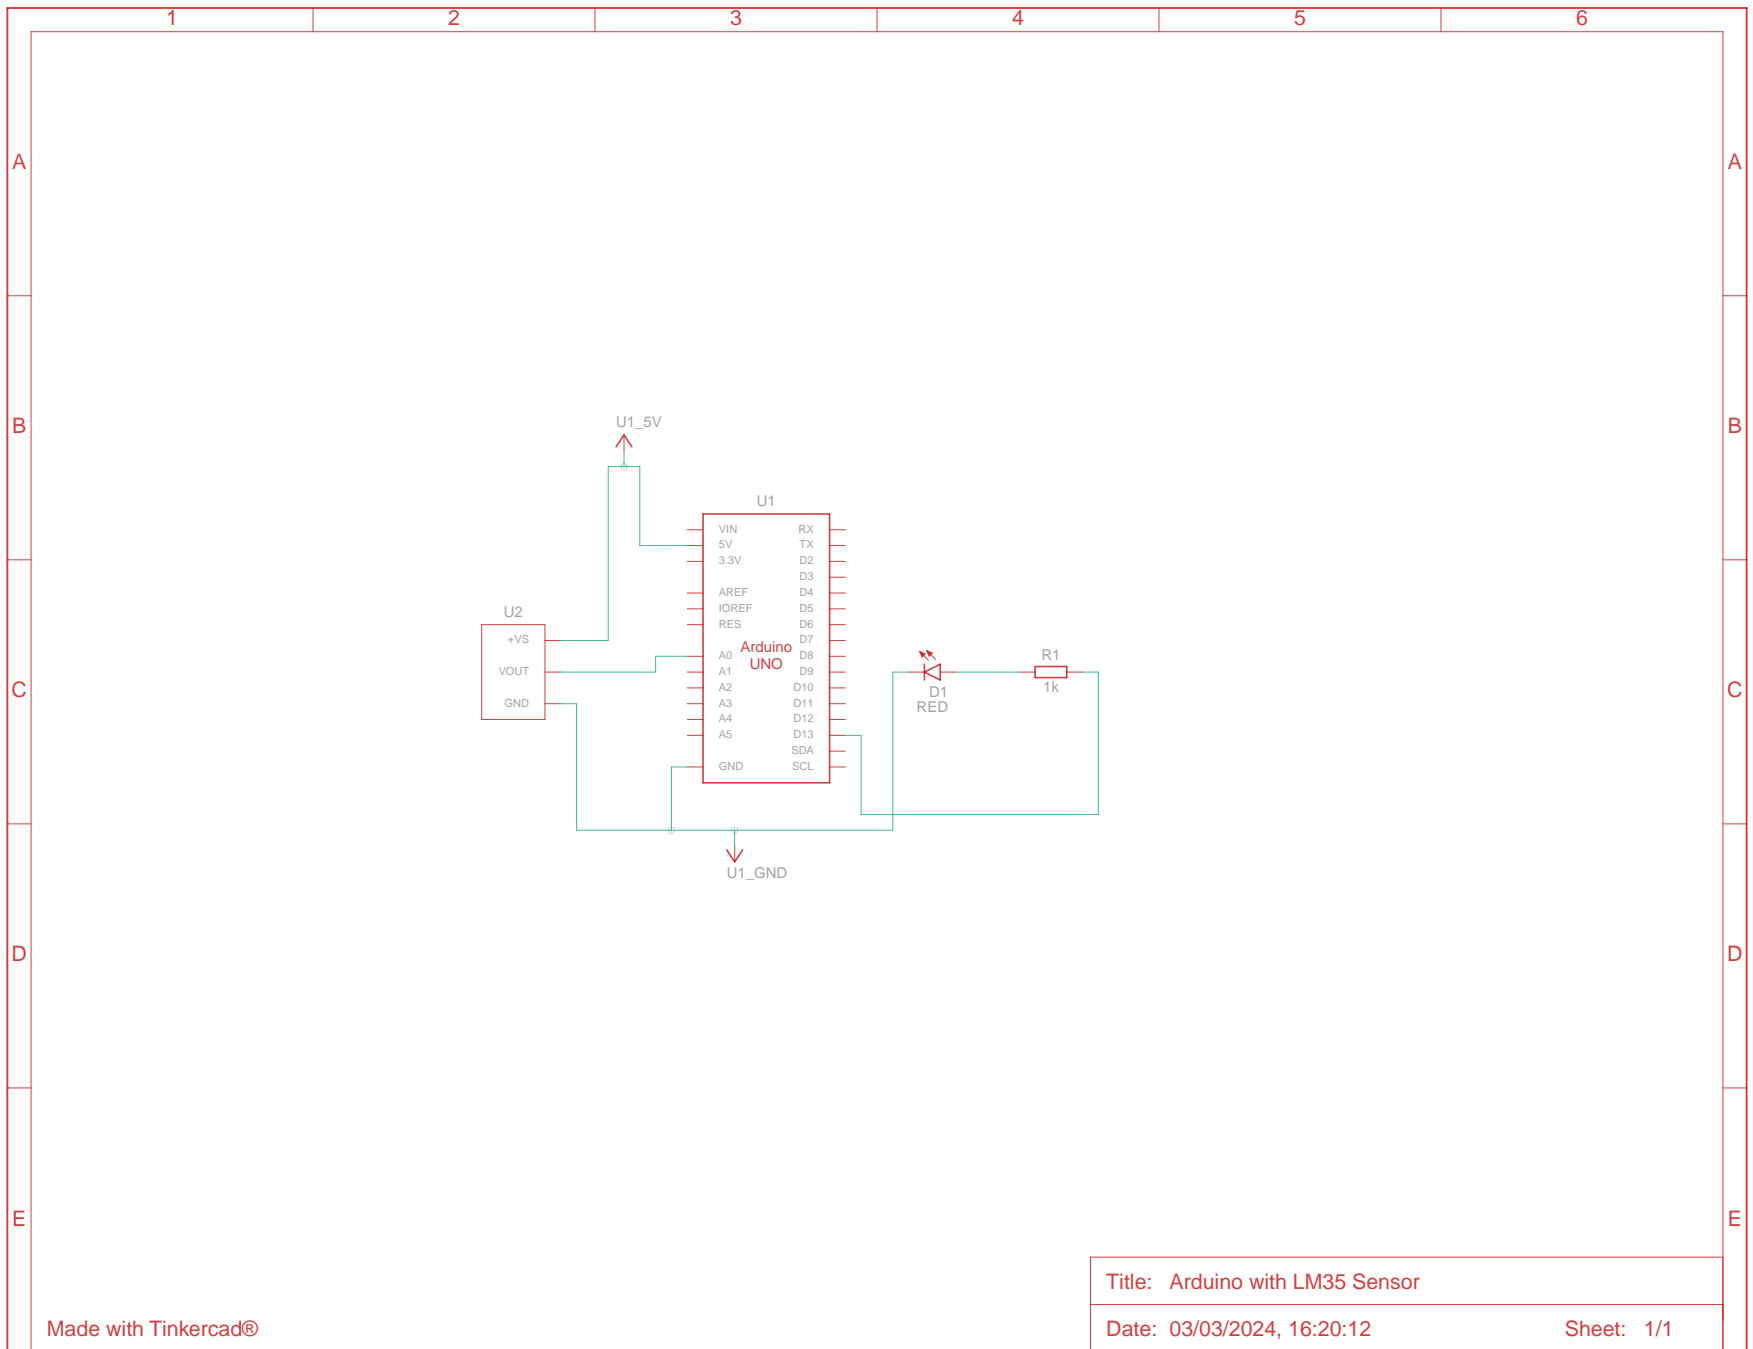 1 2 3 4 5 6
A A
B B
U1_5V
U1
VIN RX
5V TX
3.3V D2
D3
AREF D4
IOREF D5
RES D6
D7
A0 D8
A1 D9
A2 D10
A3 D11
A4 D12
A5 D13
SDA
GND SCL
Arduino
UNO
U2
+VS
VOUT
GND
C C
D1
RED
R1
1k
U1_GND
D D
E E
Title: Arduino with LM35 Sensor
Made with Tinkercad®
Date: 03/03/2024, 16:20:12 Sheet: 1/1